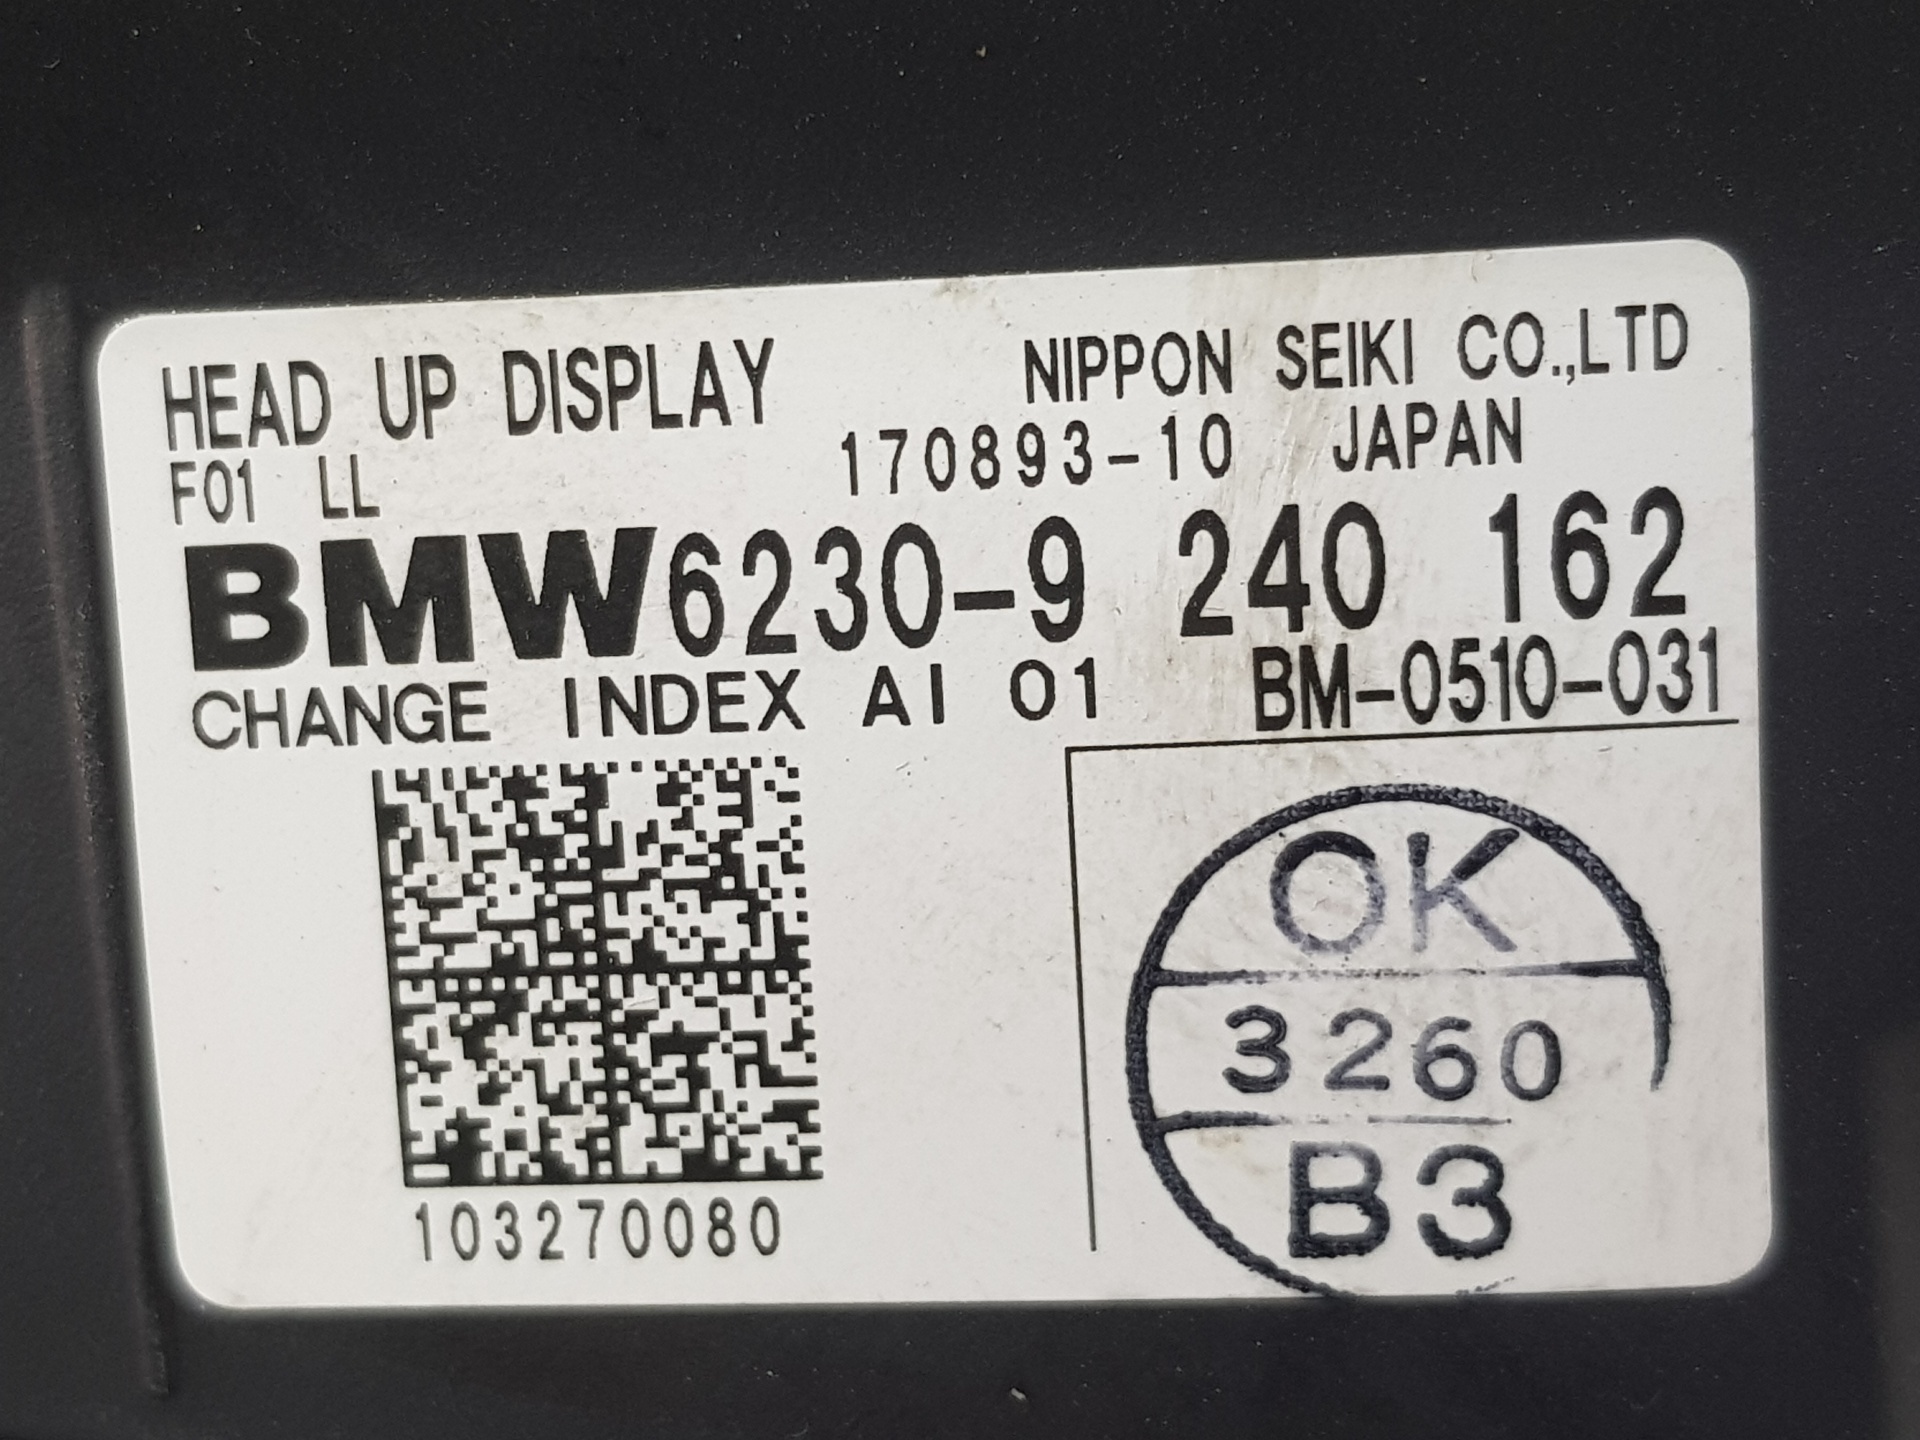 HEAD UP DISPLAY NIPPON SEIKI CO.,LTD
F01 LL 170893-10 JAPAN
BMW6230-9 240 162
CHANGE INDEX AI 01 BM-0510-031
OK
3260
B3
103270080